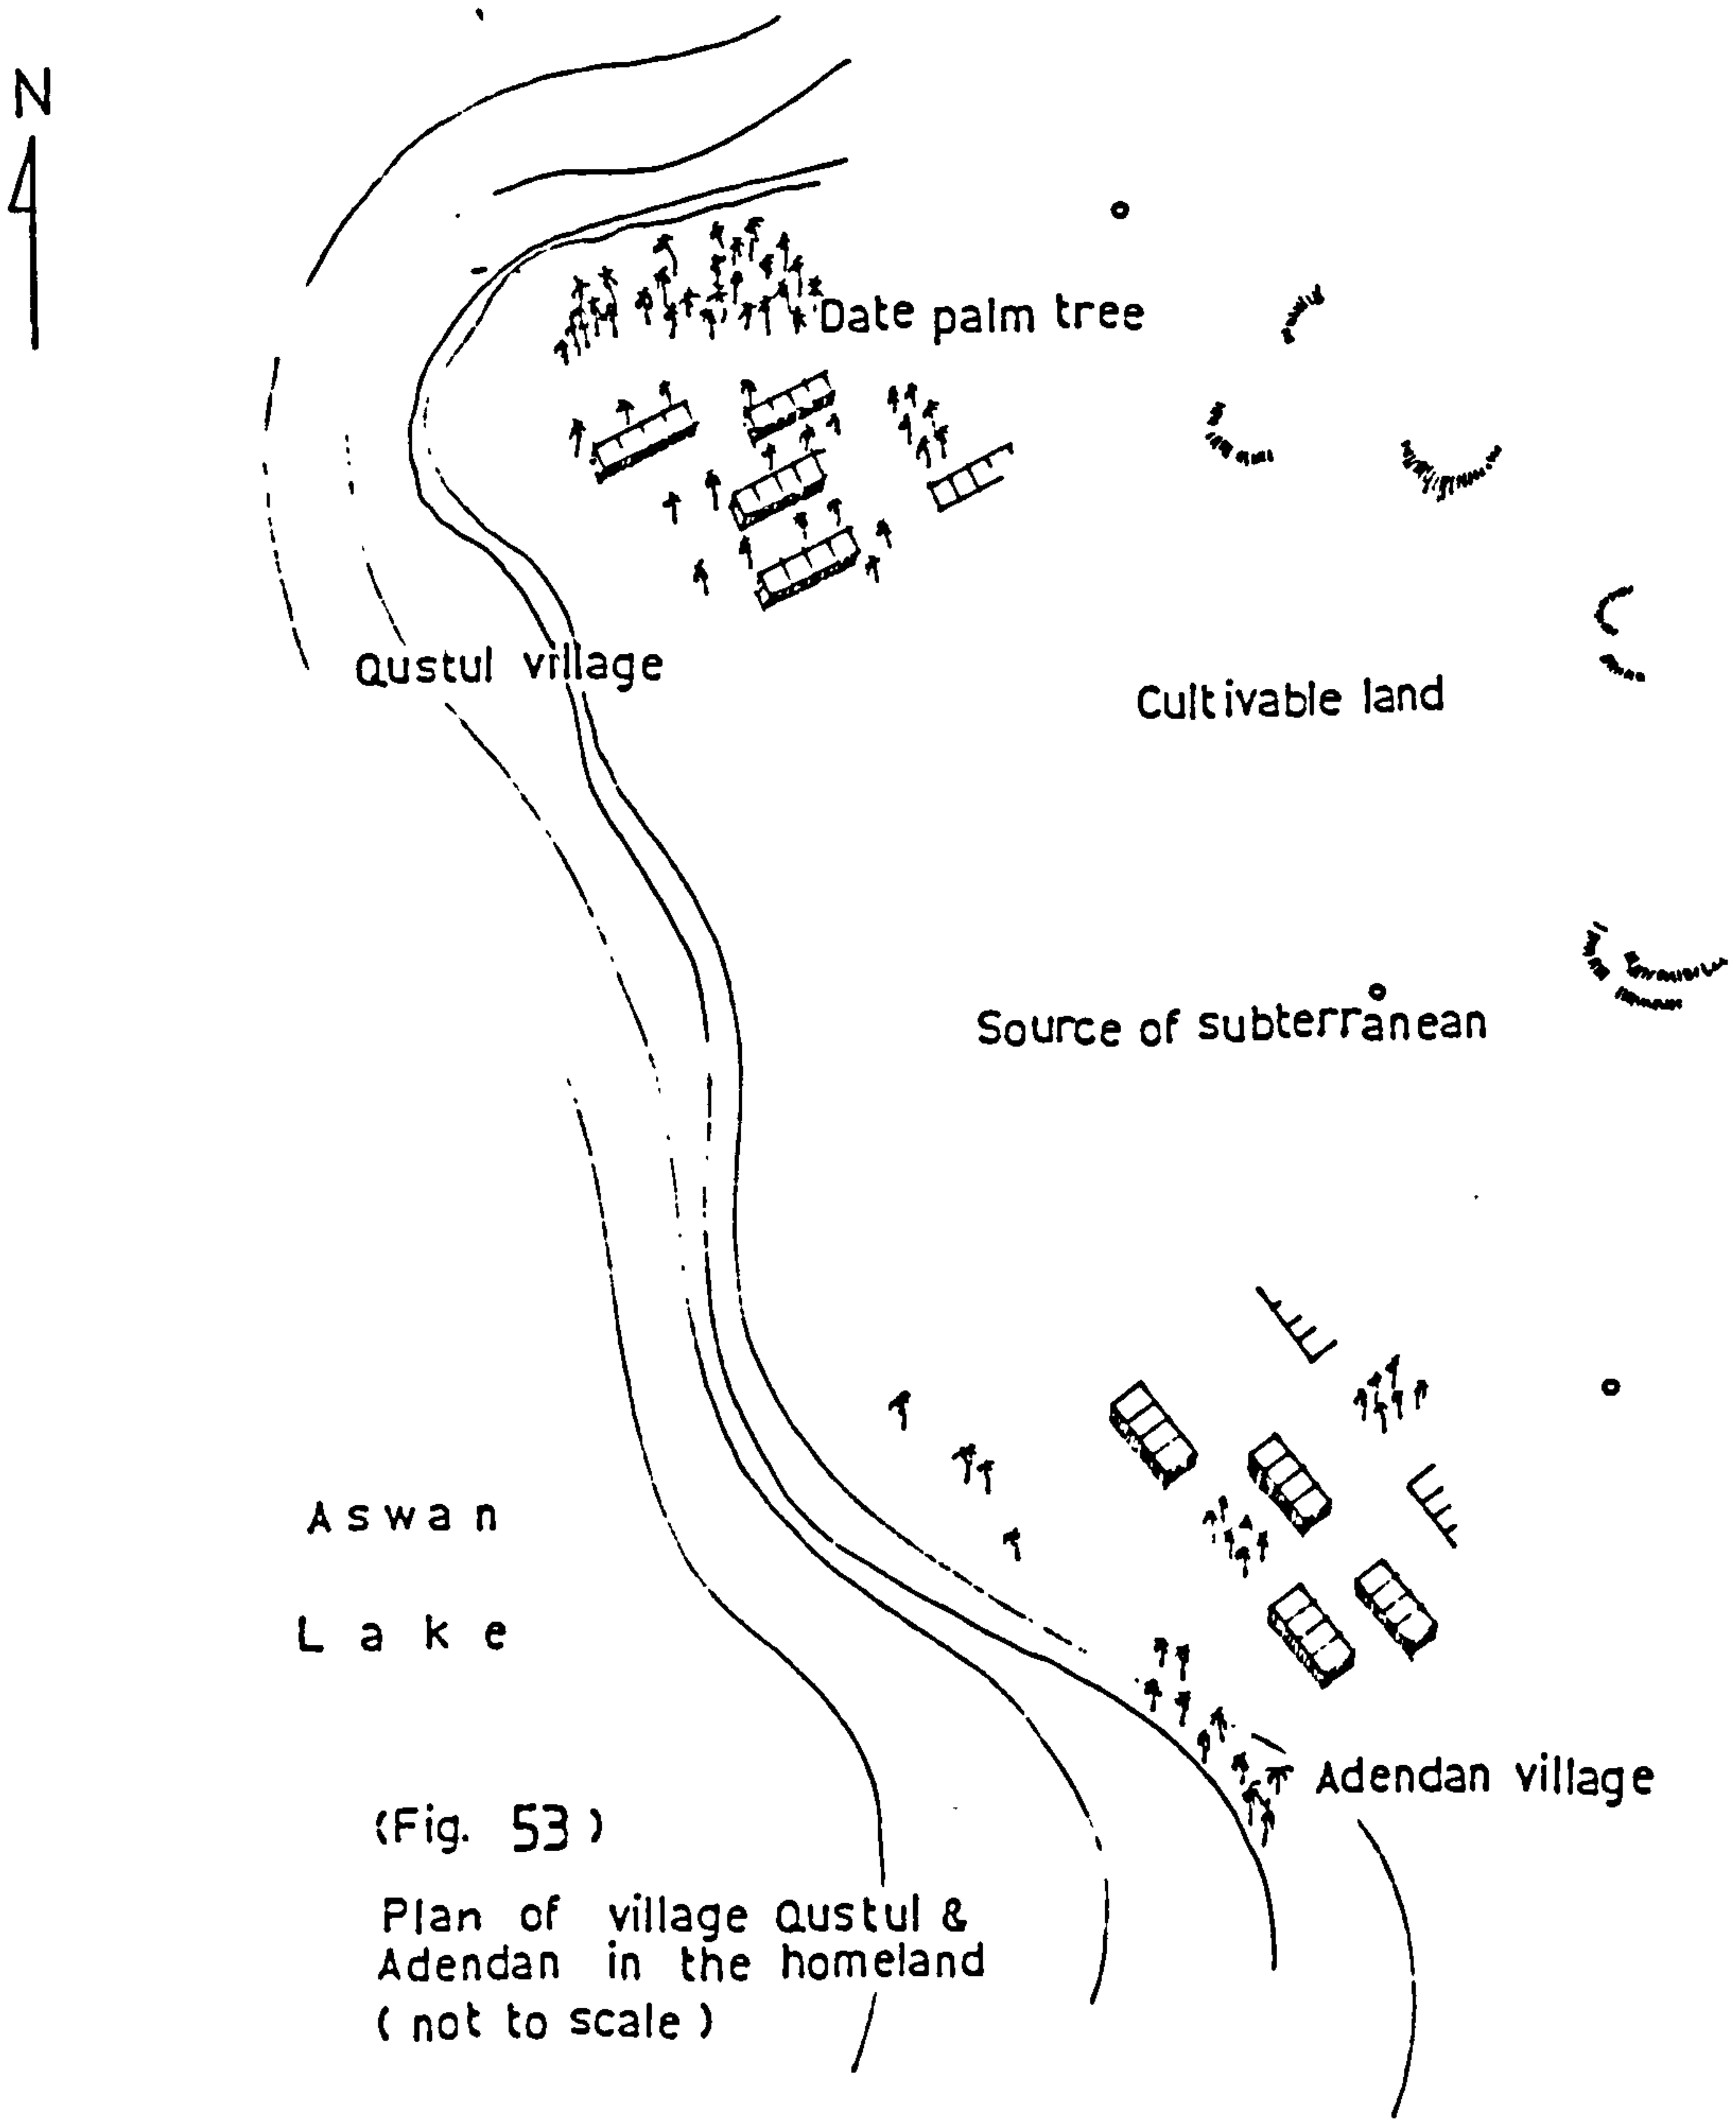 N
Date palm tree
Qustul village
Cultivable land
Source of subterranean
Aswan
Lake
Adendan village
(Fig. 53)
Plan of village Qustul &
Adendan in the homeland
(not to scale)